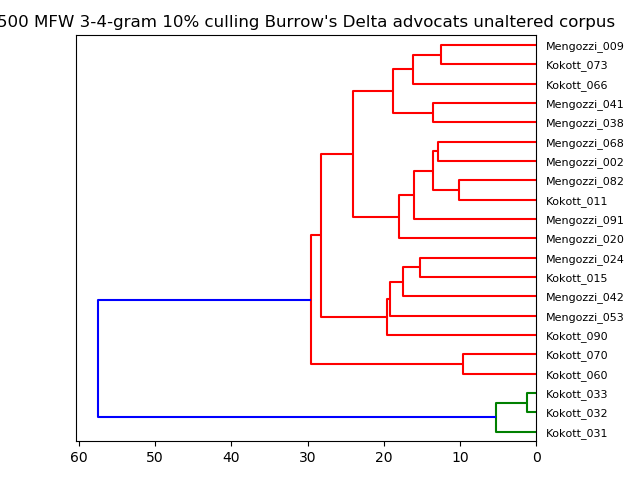 500 MFW 3-4-gram 10% culling Burrow's Delta advocats unaltered corpus
Mengozzi_009
Kokott_073
Kokott_066
Mengozzi_041
Mengozzi_038
Mengozzi_068
Mengozzi_002
Mengozzi_082
Kokott_011
Mengozzi_091
Mengozzi_020
Mengozzi_024
Kokott_015
Mengozzi_042
Mengozzi_053
Kokott_090
Kokott_070
Kokott_060
Kokott_033
Kokott_032
Kokott_031
60 50 40 30 20 10 0